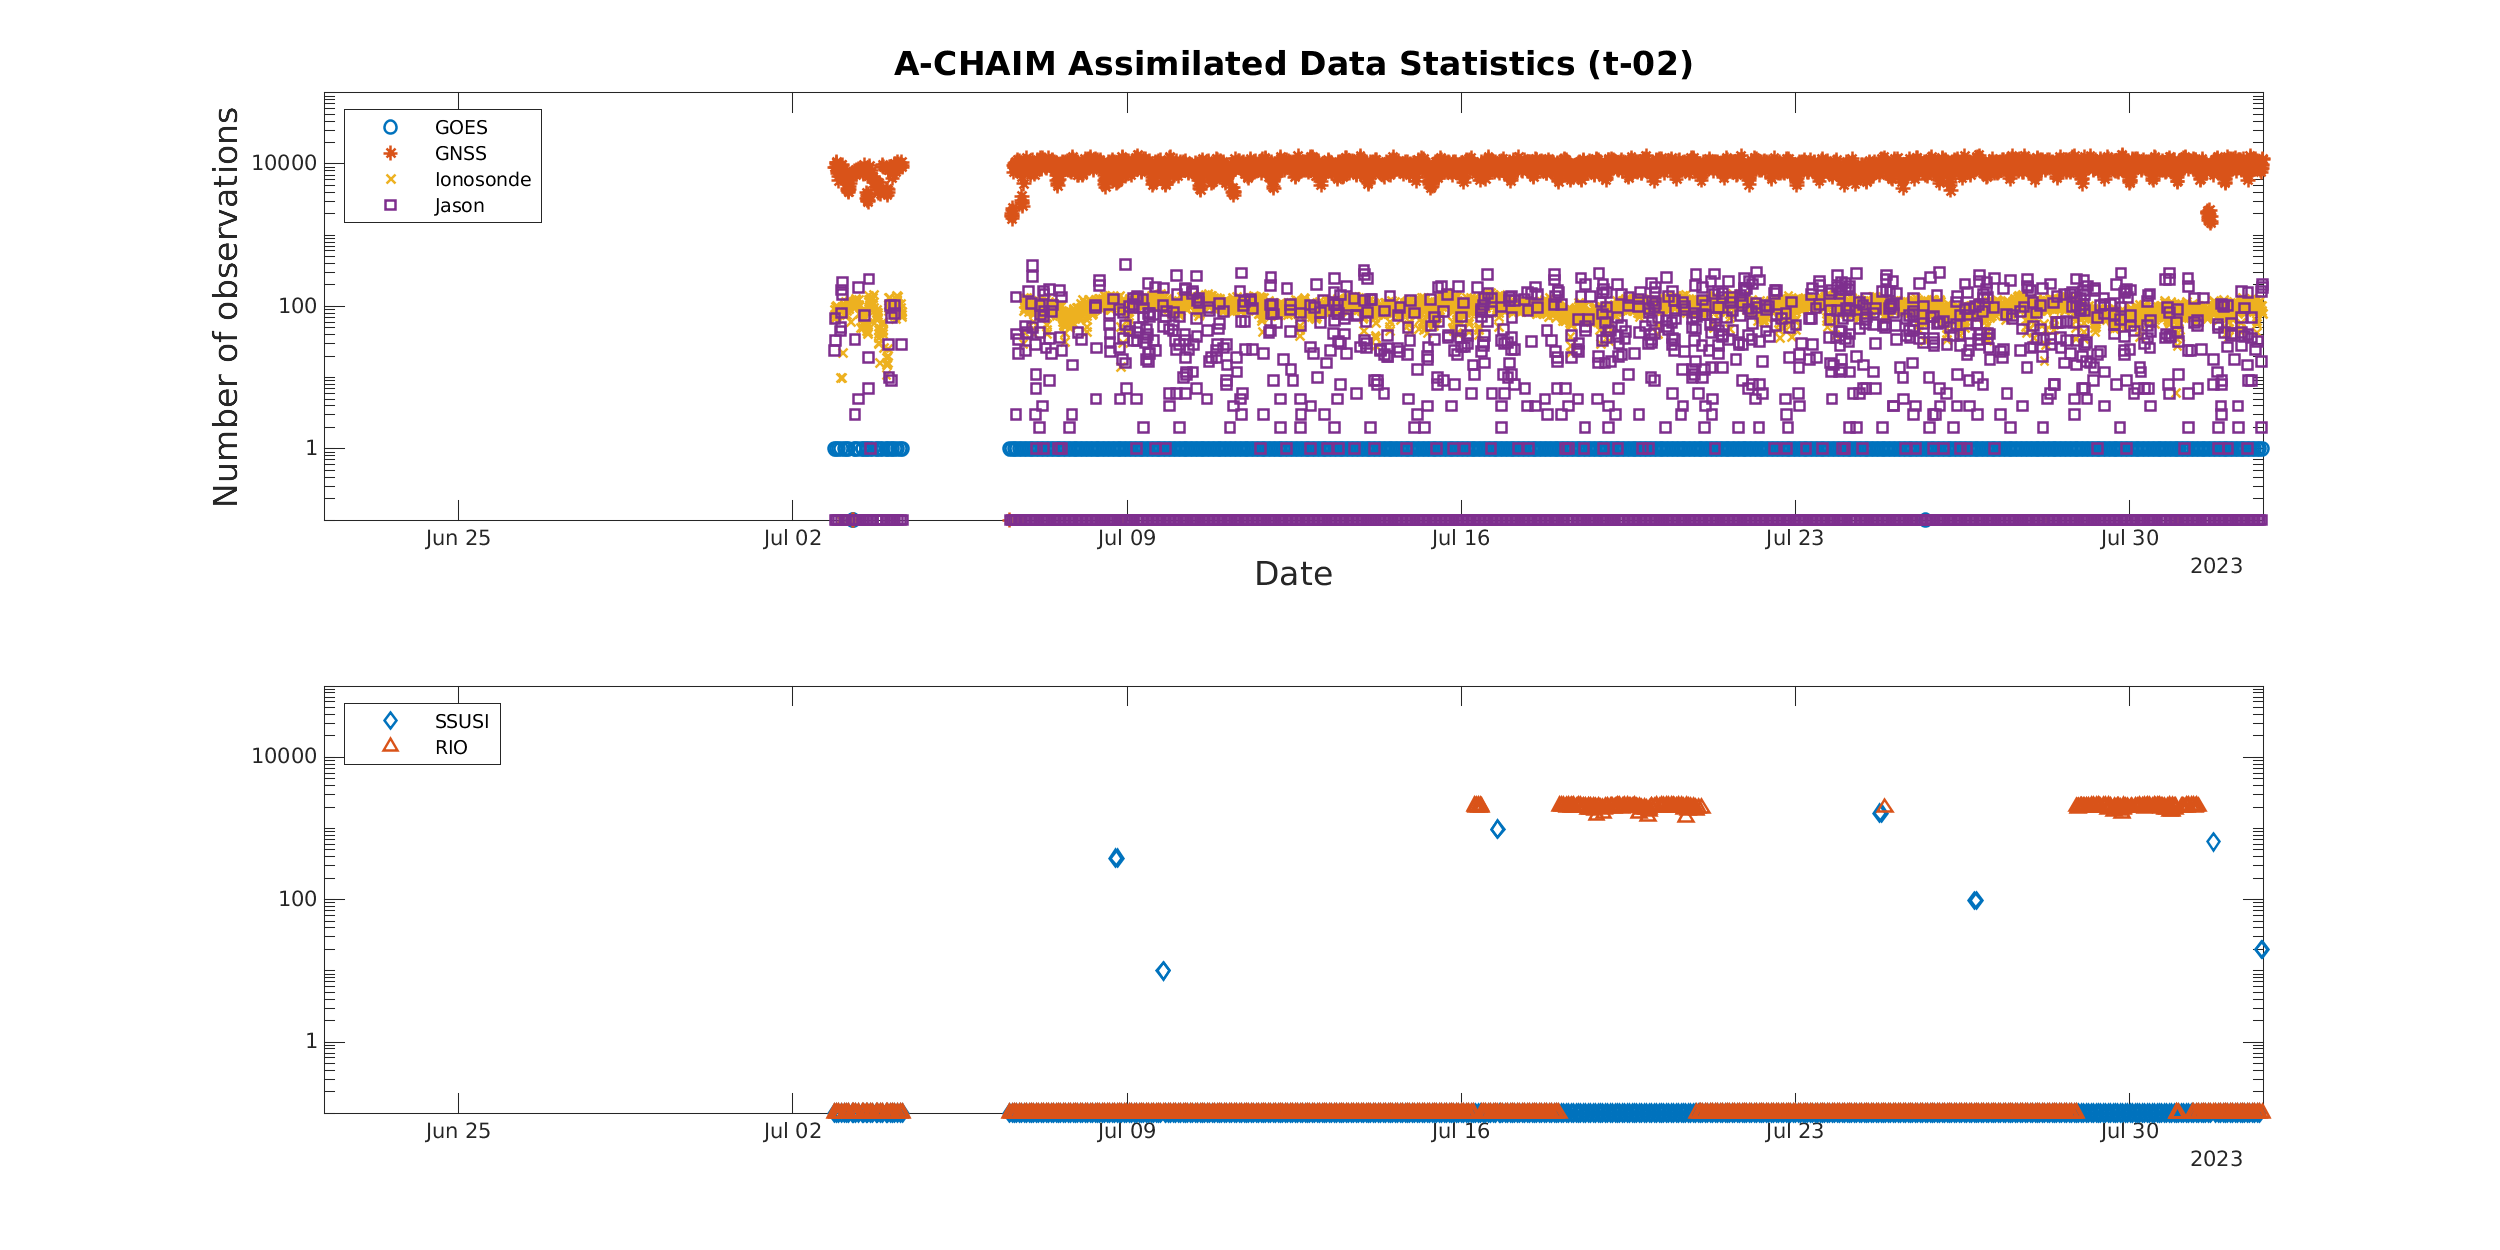 A-CHAIM Assimilated Data Statistics (t-02)
Number of observations
10000
100
1
GOES
GNSS
Ionosonde
Jason
Jun 25 Jul 02 Jul 09 Jul 16 Jul 23 Jul 30
2023
Date
10000
100
1
SSUSI
RIO
Jun 25 Jul 02 Jul 09 Jul 16 Jul 23 Jul 30
2023